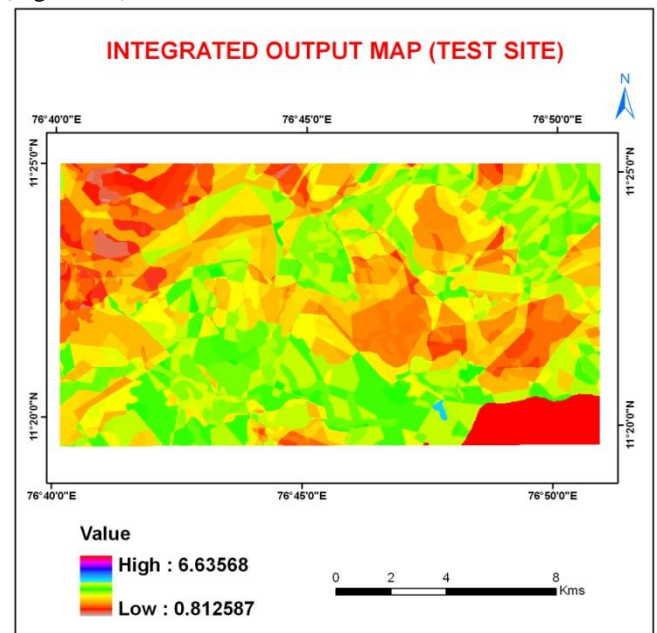 INTEGRATED OUTPUT MAP (TEST SITE)
N
76°40'0"E 76°45'0"E 76°50'0"E
11°25'0"N 11°25'0"N
11°20'0"N 11°20'0"N
76°40'0"E 76°45'0"E 76°50'0"E
Value
High : 6.63568
Low : 0.812587
0 2 4 8
Kms